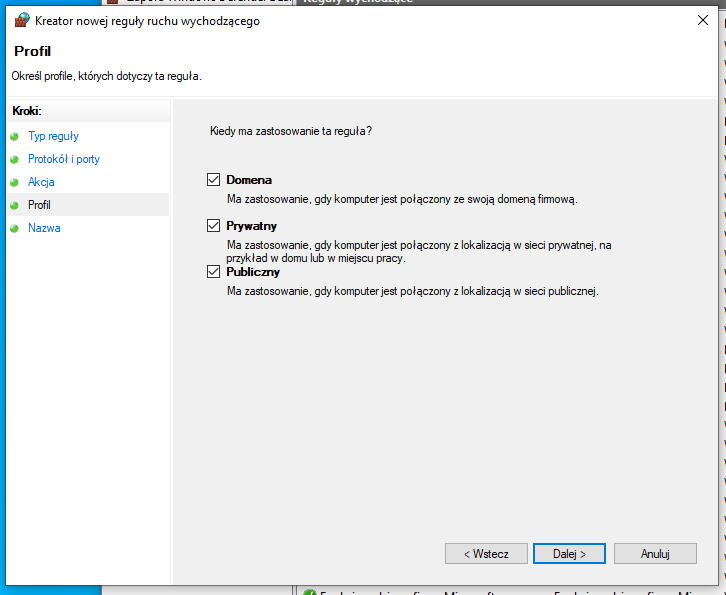 Reguły wychodzące
Kreator nowej reguły ruchu wychodzącego
Profil
Określ profile, których dotyczy ta reguła.
Kroki:
Typ reguły
Protokół i porty
Akcja
Profil
Nazwa
Kiedy ma zastosowanie ta reguła?
Domena
Ma zastosowanie, gdy komputer jest połączony ze swoją domeną firmową.
Prywatny
Ma zastosowanie, gdy komputer jest połączony z lokalizacją w sieci prywatnej, na
przykład w domu lub w miejscu pracy.
Publiczny
Ma zastosowanie, gdy komputer jest połączony z lokalizacją w sieci publicznej.
< Wstecz
Dalej >
Anuluj